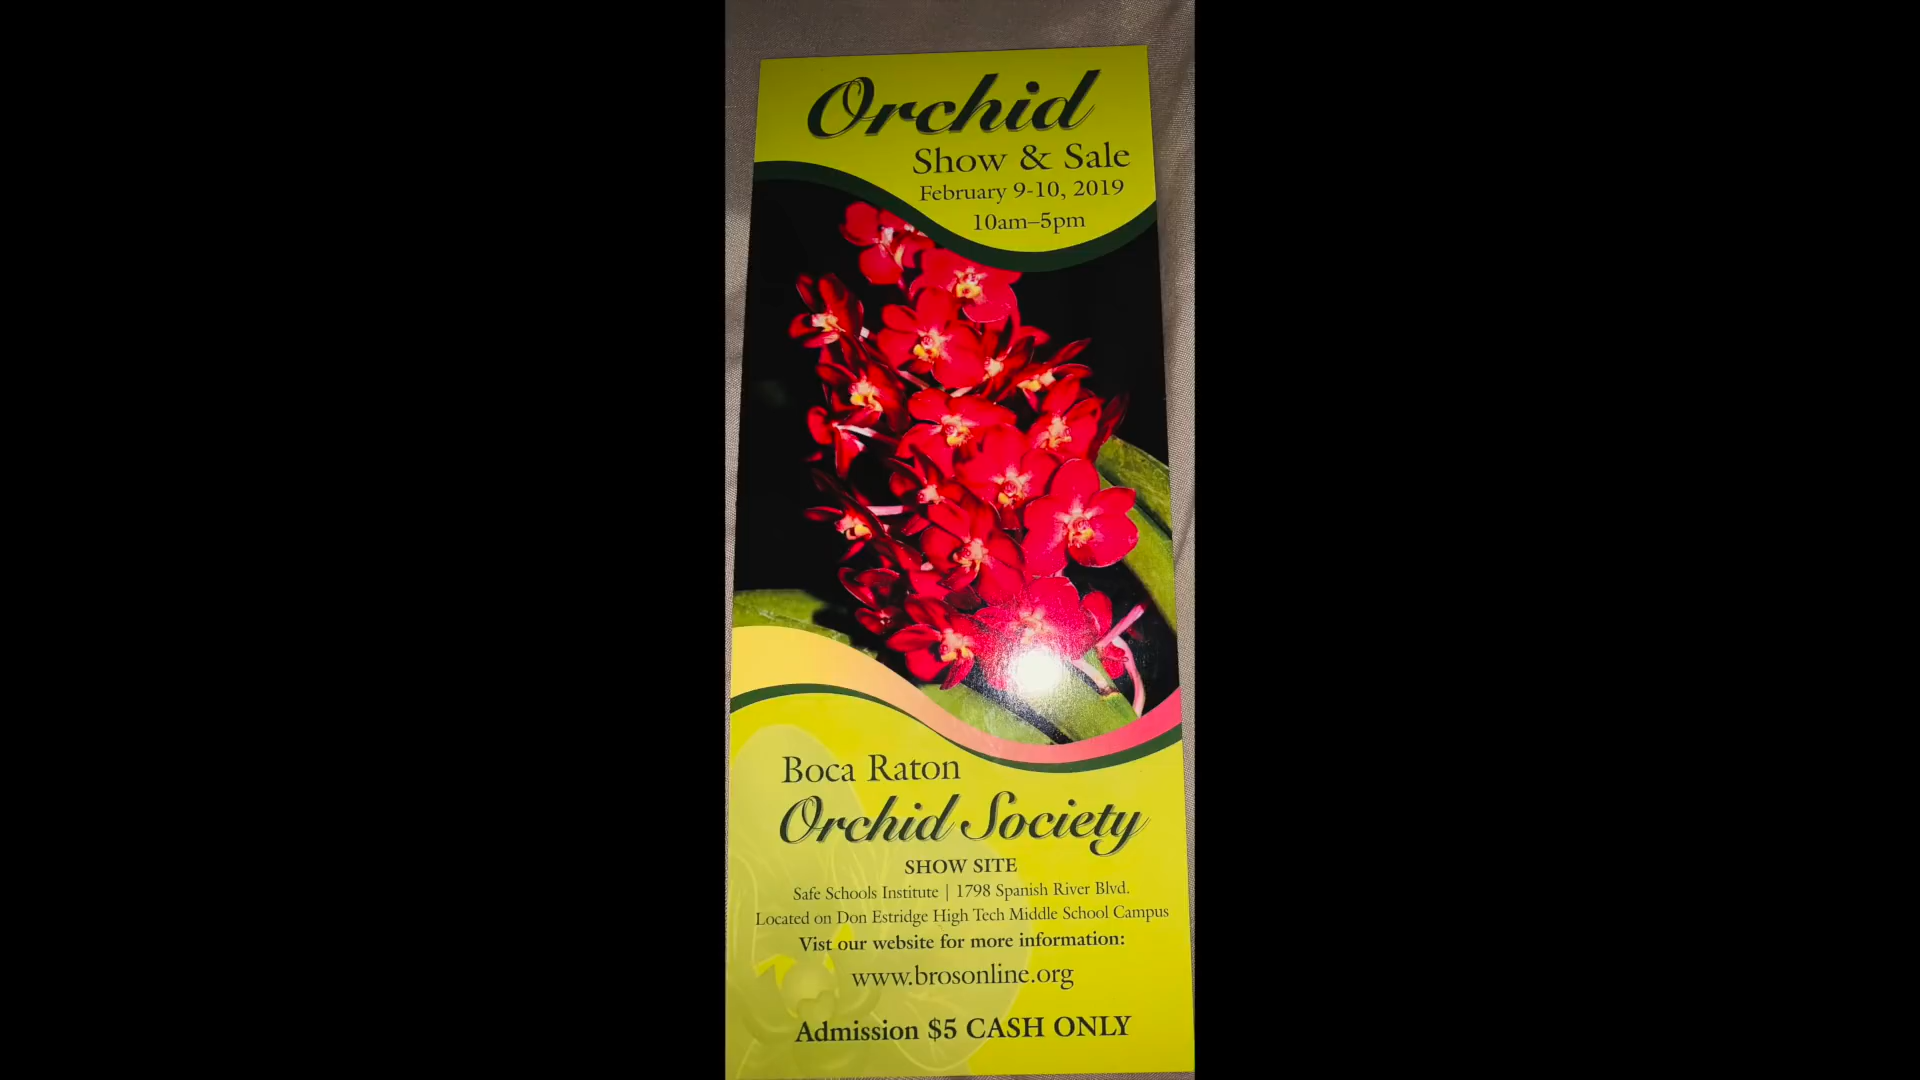 Orchid
Show & Sale
February 9-10, 2019
10am–5pm
Boca Raton
Orchid Society
SHOW SITE
Safe Schools Institute | 1798 Spanish River Blvd.
Located on Don Estridge High Tech Middle School Campus
Vist our website for more information:
www.brosonline.org
Admission $5 CASH ONLY